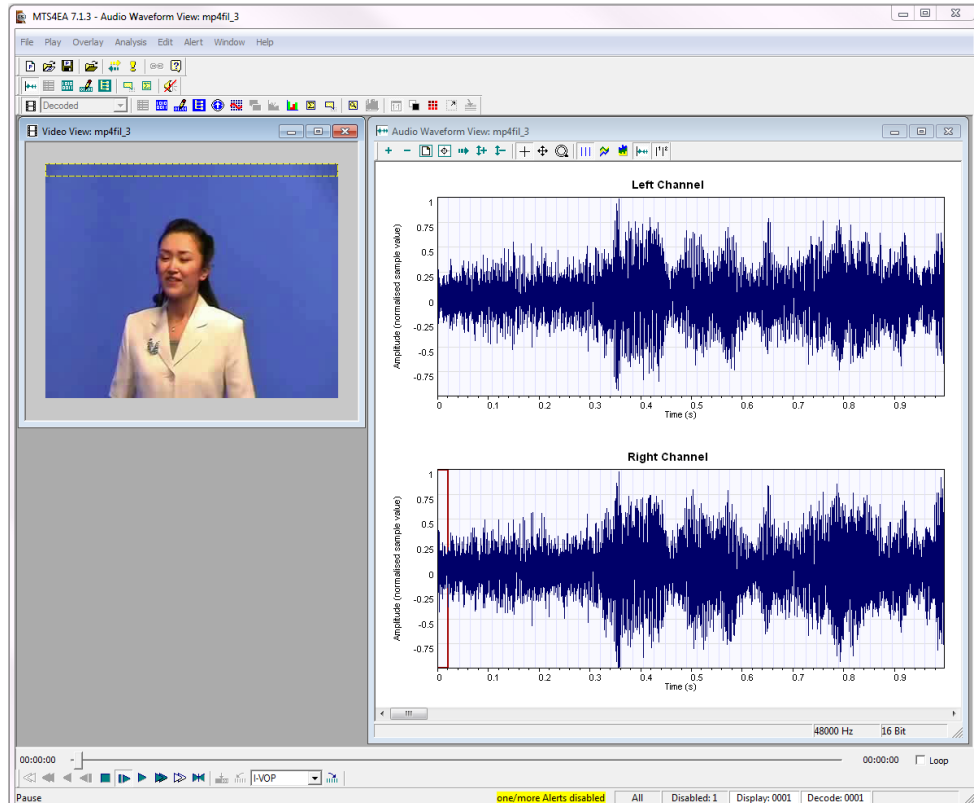 MTS4EA 7.1.3 - Audio Waveform View: mp4fil_3
File Play Overlay Analysis Edit Alert Window Help
Decoded
Video View: mp4fil_3
Audio Waveform View: mp4fil_3
Left Channel
Amplitude (normalised sample value)
1
0.75
0.5
0.25
0
-0.25
-0.5
-0.75
0 0.1 0.2 0.3 0.4 0.5 0.6 0.7 0.8 0.9
Time (s)
Right Channel
Amplitude (normalised sample value)
1
0.75
0.5
0.25
0
-0.25
-0.5
-0.75
0 0.1 0.2 0.3 0.4 0.5 0.6 0.7 0.8 0.9
Time (s)
48000 Hz 16 Bit
00:00:00 00:00:00 Loop
I-VOP
Pause one/more Alerts disabled All Disabled: 1 Display: 0001 Decode: 0001